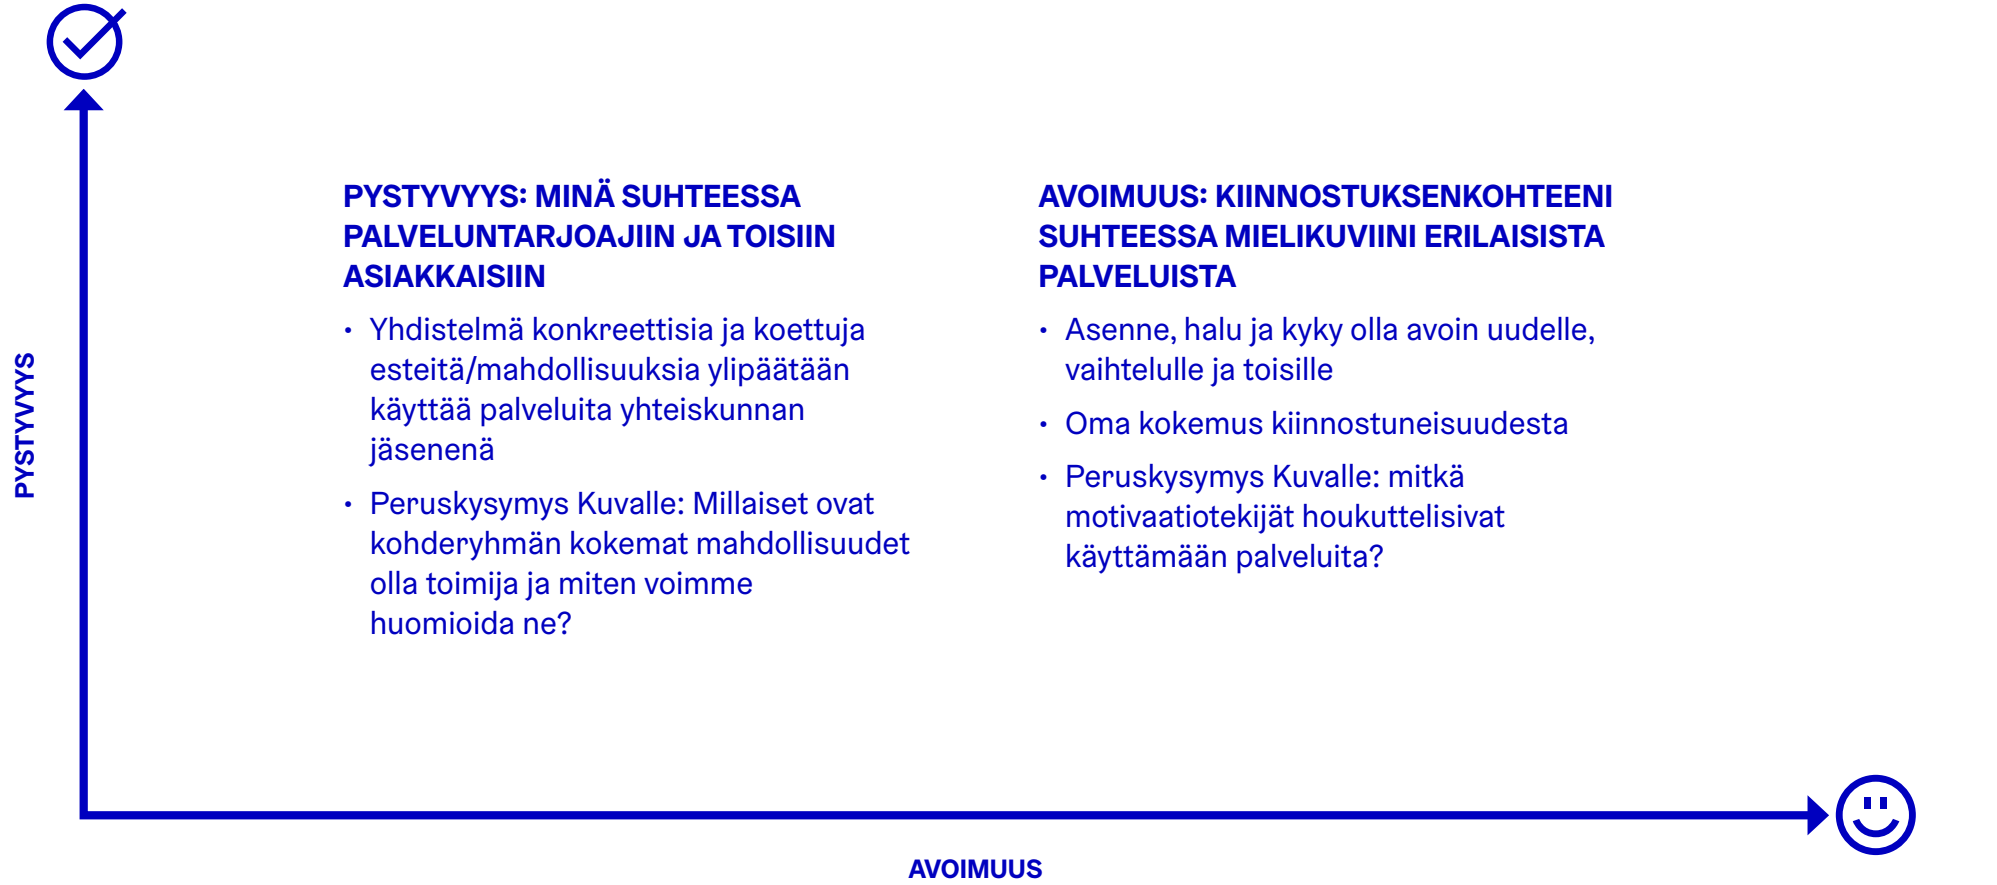 PYSTYVYYS
PYSTYVYYS: MINÄ SUHTEESSA
PALVELUNTARJOAJIIN JA TOISIIN
ASIAKKAISIIN
• Yhdistelmä konkreettisia ja koettuja
esteitä/mahdollisuuksia ylipäätään
käyttää palveluita yhteiskunnan
jäsenenä
• Peruskysymys Kuvalle: Millaiset ovat
kohderyhmän kokemat mahdollisuudet
olla toimija ja miten voimme
huomioida ne?
AVOIMUUS: KIINNOSTUKSENKOHTEENI
SUHTEESSA MIELIKUVIINI ERILAISISTA
PALVELUISTA
• Asenne, halu ja kyky olla avoin uudelle,
vaihtelulle ja toisille
• Oma kokemus kiinnostuneisuudesta
• Peruskysymys Kuvalle: mitkä
motivaatiotekijät houkuttelisivat
käyttämään palveluita?
AVOIMUUS